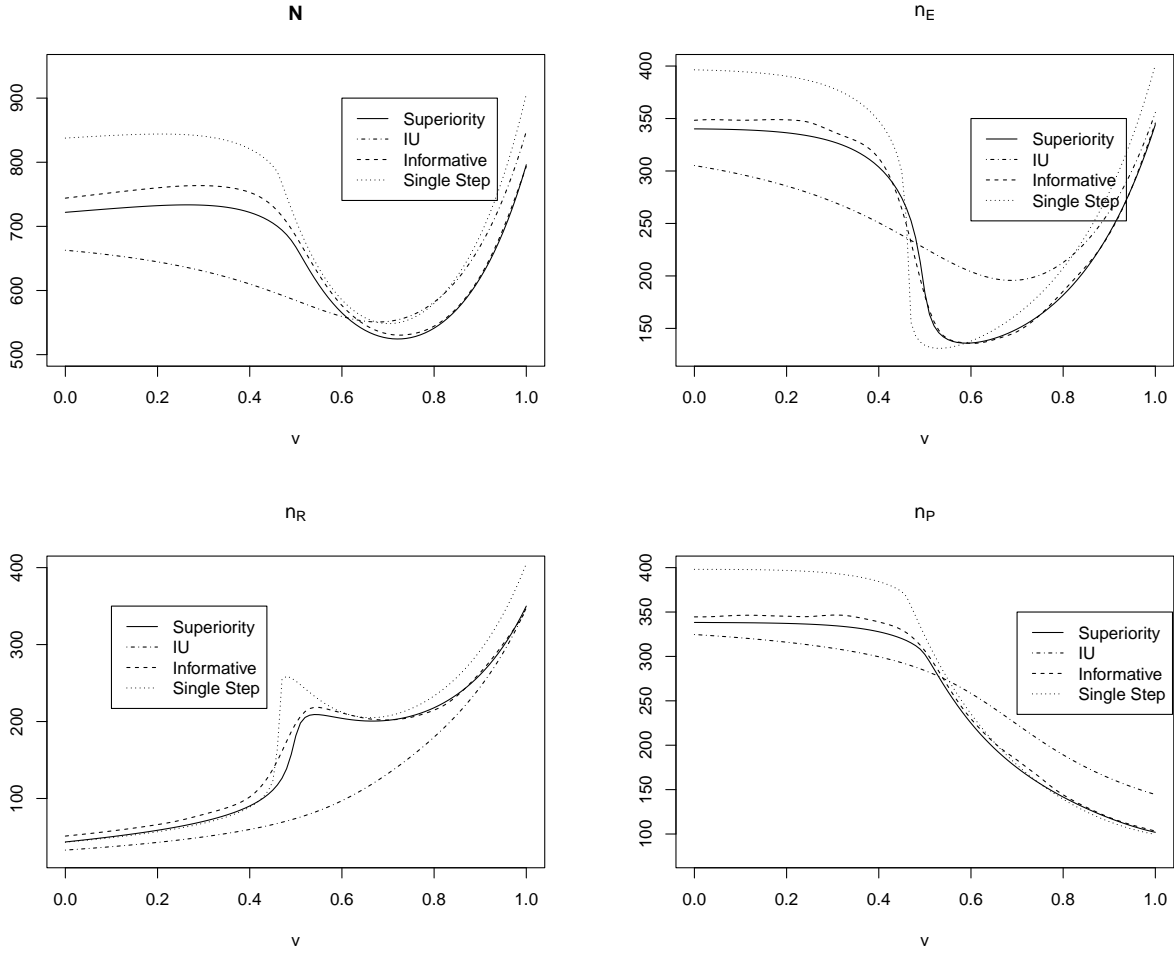 N
900
800
700
600
500
Superiority
IU
Informative
Single Step
0.0 0.2 0.4 0.6 0.8 1.0
v
nE
400
350
300
250
200
150
Superiority
IU
Informative
Single Step
0.0 0.2 0.4 0.6 0.8 1.0
v
nR
400
300
200
100
Superiority
IU
Informative
Single Step
0.0 0.2 0.4 0.6 0.8 1.0
v
nP
400
350
300
250
200
150
100
Superiority
IU
Informative
Single Step
0.0 0.2 0.4 0.6 0.8 1.0
v